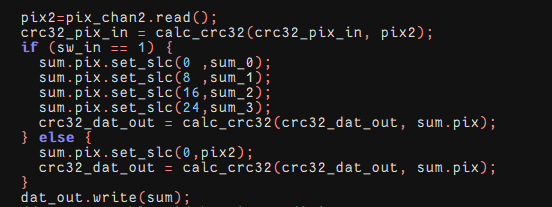 pix2=pix_chan2.read();
crc32_pix_in = calc_crc32(crc32_pix_in, pix2);
if (sw_in == 1) {
  sum.pix.set_slc(0 ,sum_0);
  sum.pix.set_slc(8 ,sum_1);
  sum.pix.set_slc(16,sum_2);
  sum.pix.set_slc(24,sum_3);
  crc32_dat_out = calc_crc32(crc32_dat_out, sum.pix);
} else {
  sum.pix.set_slc(0,pix2);
  crc32_dat_out = calc_crc32(crc32_dat_out, sum.pix);
}
dat_out.write(sum);